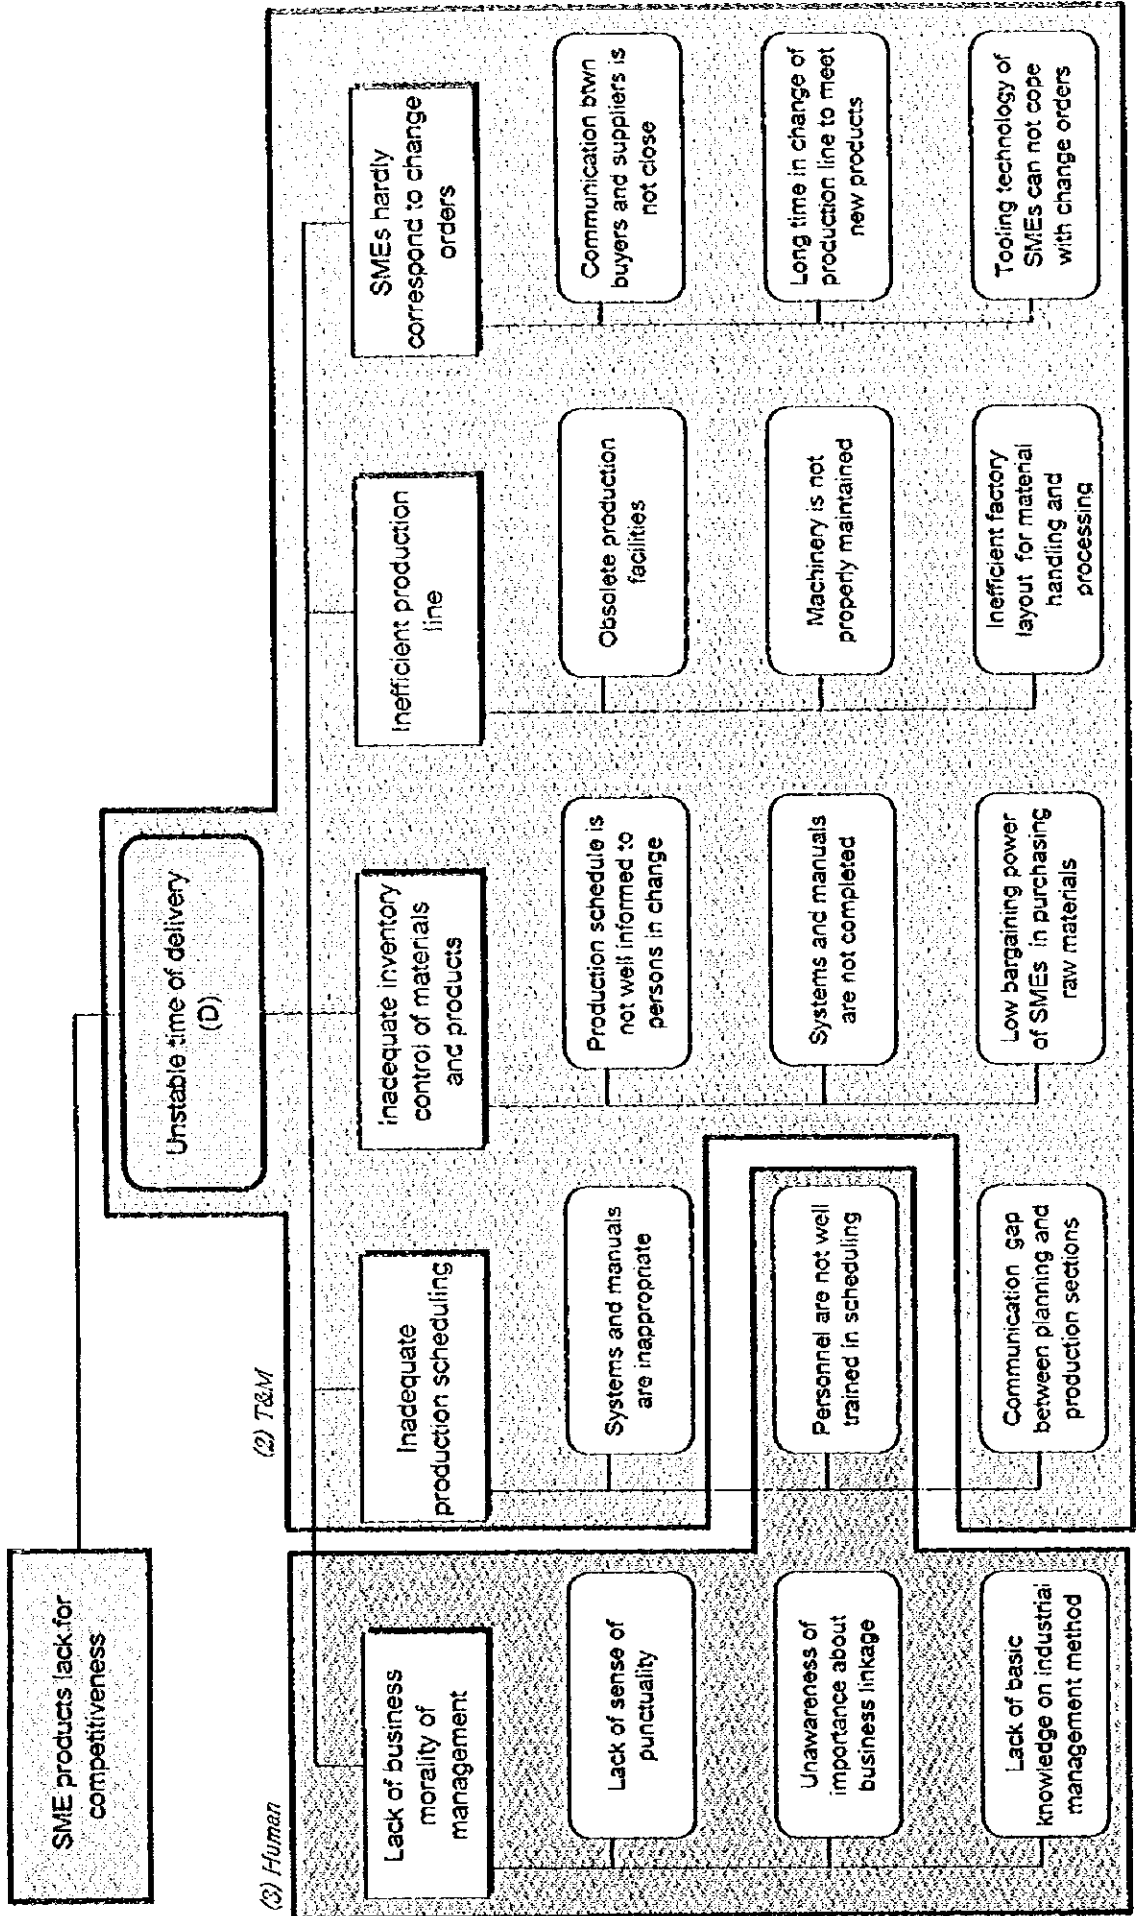 SME products lack for
competitiveness
Unstable time of delivery
(D)
(2) T&M
(3) Human
Lack of business
morality of
management
Lack of sense of
punctuality
Unawareness of
importance about
business linkage
Lack of basic
knowledge on industrial
management method
Inadequate
production scheduling
Systems and manuals
are inappropriate
Personnel are not well
trained in scheduling
Communication gap
between planning and
production sections
Inadequate inventory
control of materials
and products
Production schedule is
not well informed to
persons in change
Systems and manuals
are not completed
Low bargaining power
of SMEs in purchasing
raw materials
Inefficient production
line
Obsolete production
facilities
Machinery is not
properly maintained
Inefficient factory
layout for material
handling and
processing
SMEs hardly
correspond to change
orders
Communication btwn
buyers and suppliers is
not close
Long time in change of
production line to meet
new products
Tooling technology of
SMEs can not cope
with change orders